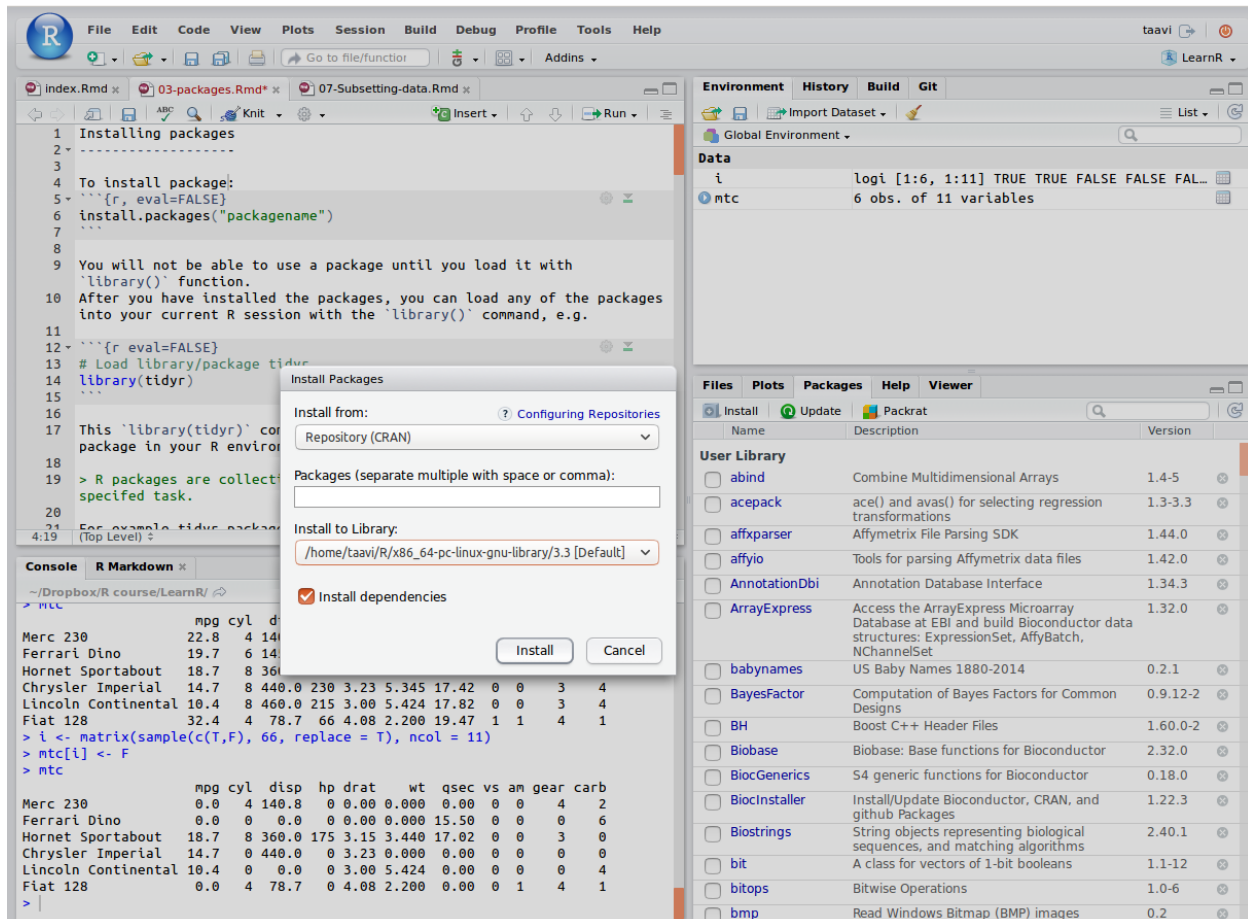 R
File Edit Code View Plots Session Build Debug Profile Tools Help
taavi
Go to file/function
Addins
LearnR
index.Rmd × 03-packages.Rmd* × 07-Subsetting-data.Rmd ×
ABC Knit Insert Run
1 Installing packages
2 -------------------
3
4 To install package:
5 ```{r, eval=FALSE}
6 install.packages("packagename")
7 ```
8
9 You will not be able to use a package until you load it with
`library()` function.
10 After you have installed the packages, you can load any of the packages
into your current R session with the `library()` command, e.g.
11
12 ```{r eval=FALSE}
13 # Load library/package tidyr
14 library(tidyr)
15 ```
16
17 This `library(tidyr)` com
package in your R environ
18
19 > R packages are collecti
specifed task.
20
21 For example tidyr package
4:19 (Top Level)
Install Packages
Install from:
? Configuring Repositories
Repository (CRAN)
Packages (separate multiple with space or comma):
Install to Library:
/home/taavi/R/x86_64-pc-linux-gnu-library/3.3 [Default]
Install dependencies
Install Cancel
Console R Markdown ×
~/Dropbox/R course/LearnR/
> mtc
mpg cyl d
Merc 230 22.8 4 140
Ferrari Dino 19.7 6 14
Hornet Sportabout 18.7 8 360
Chrysler Imperial 14.7 8 440.0 230 3.23 5.345 17.42 0 0 3 4
Lincoln Continental 10.4 8 460.0 215 3.00 5.424 17.82 0 0 3 4
Fiat 128 32.4 4 78.7 66 4.08 2.200 19.47 1 1 4 1
> i <- matrix(sample(c(T,F), 66, replace = T), ncol = 11)
> mtc[i] <- F
> mtc
mpg cyl disp hp drat wt qsec vs am gear carb
Merc 230 0.0 4 140.8 0 0.00 0.000 0.00 0 0 4 2
Ferrari Dino 0.0 0 0.0 0 0.00 0.000 15.50 0 0 0 6
Hornet Sportabout 18.7 8 360.0 175 3.15 3.440 17.02 0 0 3 0
Chrysler Imperial 14.7 0 440.0 0 3.23 0.000 0.00 0 0 0 0
Lincoln Continental 10.4 0 0.0 0 3.00 5.424 0.00 0 0 0 4
Fiat 128 0.0 4 78.7 0 4.08 2.200 0.00 0 1 4 1
>
Environment History Build Git
Import Dataset List
Global Environment
Data
i logi [1:6, 1:11] TRUE TRUE FALSE FALSE FAL…
mtc 6 obs. of 11 variables
Files Plots Packages Help Viewer
Install Update Packrat
Name Description Version
User Library
abind Combine Multidimensional Arrays 1.4-5
acepack ace() and avas() for selecting regression 1.3-3.3
transformations
affxparser Affymetrix File Parsing SDK 1.44.0
affyio Tools for parsing Affymetrix data files 1.42.0
AnnotationDbi Annotation Database Interface 1.34.3
ArrayExpress Access the ArrayExpress Microarray 1.32.0
Database at EBI and build Bioconductor data
structures: ExpressionSet, AffyBatch,
NChannelSet
babynames US Baby Names 1880-2014 0.2.1
BayesFactor Computation of Bayes Factors for Common 0.9.12-2
Designs
BH Boost C++ Header Files 1.60.0-2
Biobase Biobase: Base functions for Bioconductor 2.32.0
BiocGenerics S4 generic functions for Bioconductor 0.18.0
BiocInstaller Install/Update Bioconductor, CRAN, and 1.22.3
github Packages
Biostrings String objects representing biological 2.40.1
sequences, and matching algorithms
bit A class for vectors of 1-bit booleans 1.1-12
bitops Bitwise Operations 1.0-6
bmp Read Windows Bitmap (BMP) images 0.2